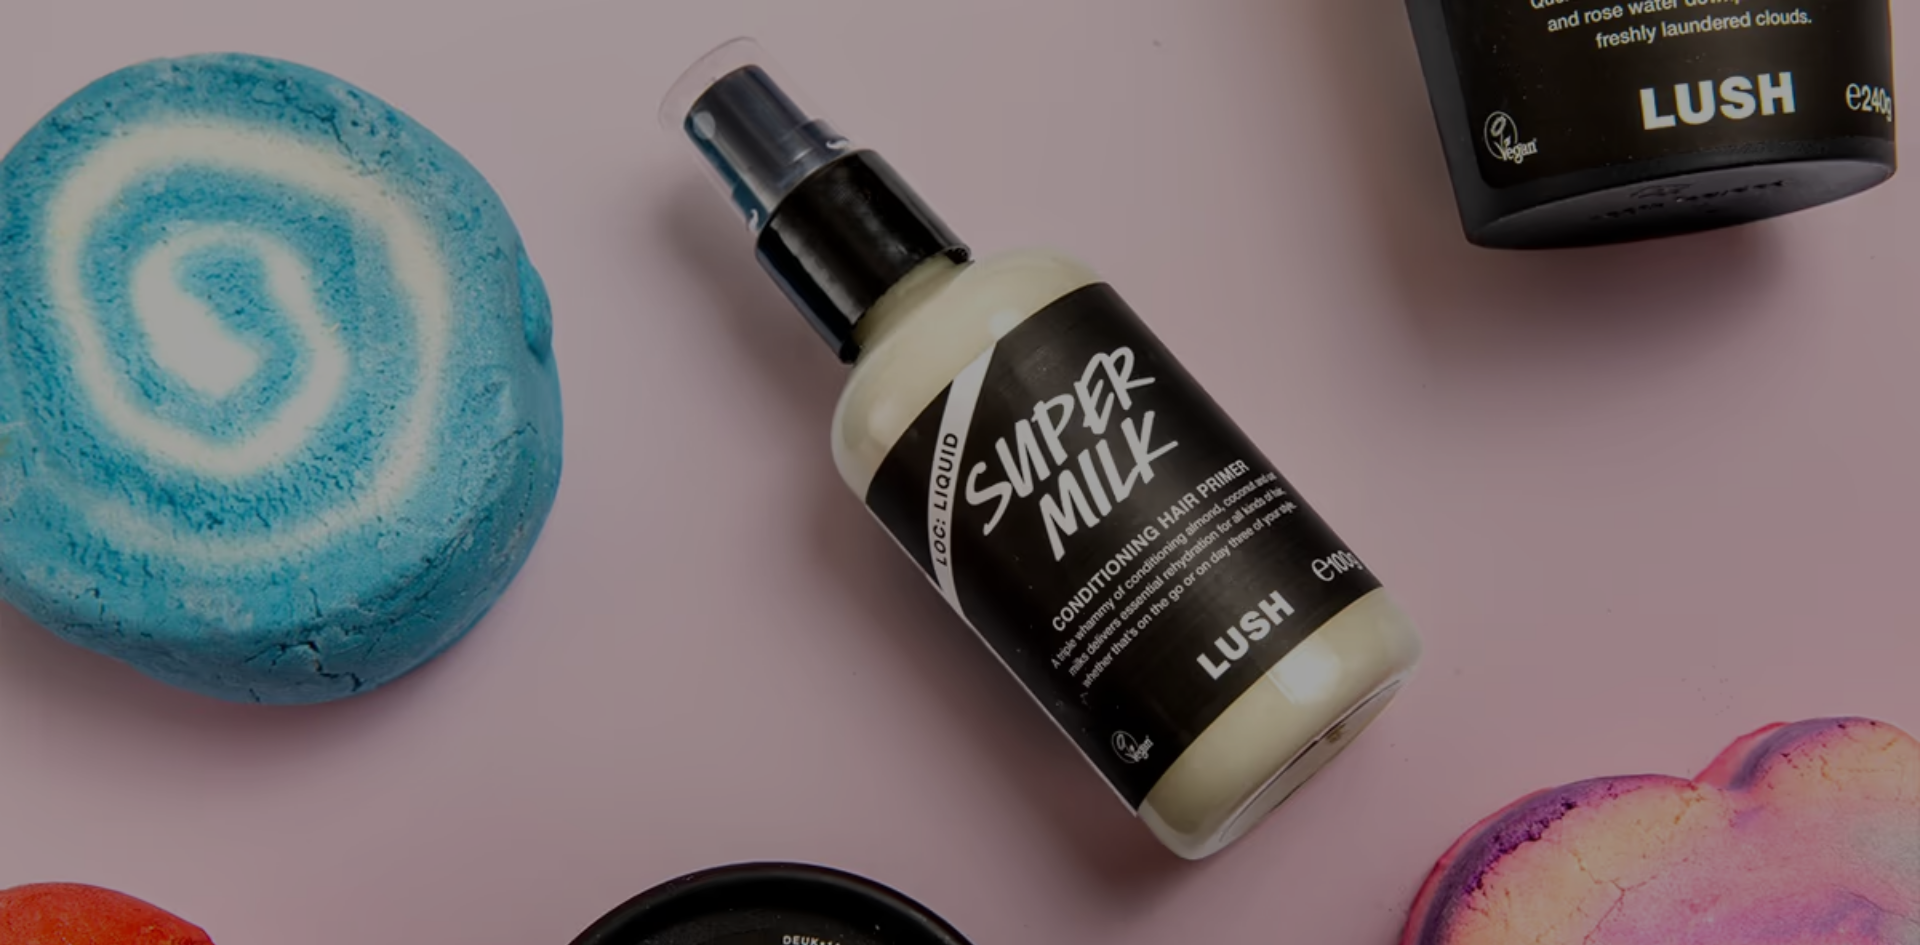 and rose water
freshly laundered clouds.
LUSH
℮240g
Vegan
LOC: LIQUID
SUPER
MILK
CONDITIONING HAIR PRIMER
A triple whammy of conditioning almond, coconut and
milks delivers essential rehydration for all kinds of hair,
whether that's on the go or on day three of your style.
℮100g
LUSH
Vegan